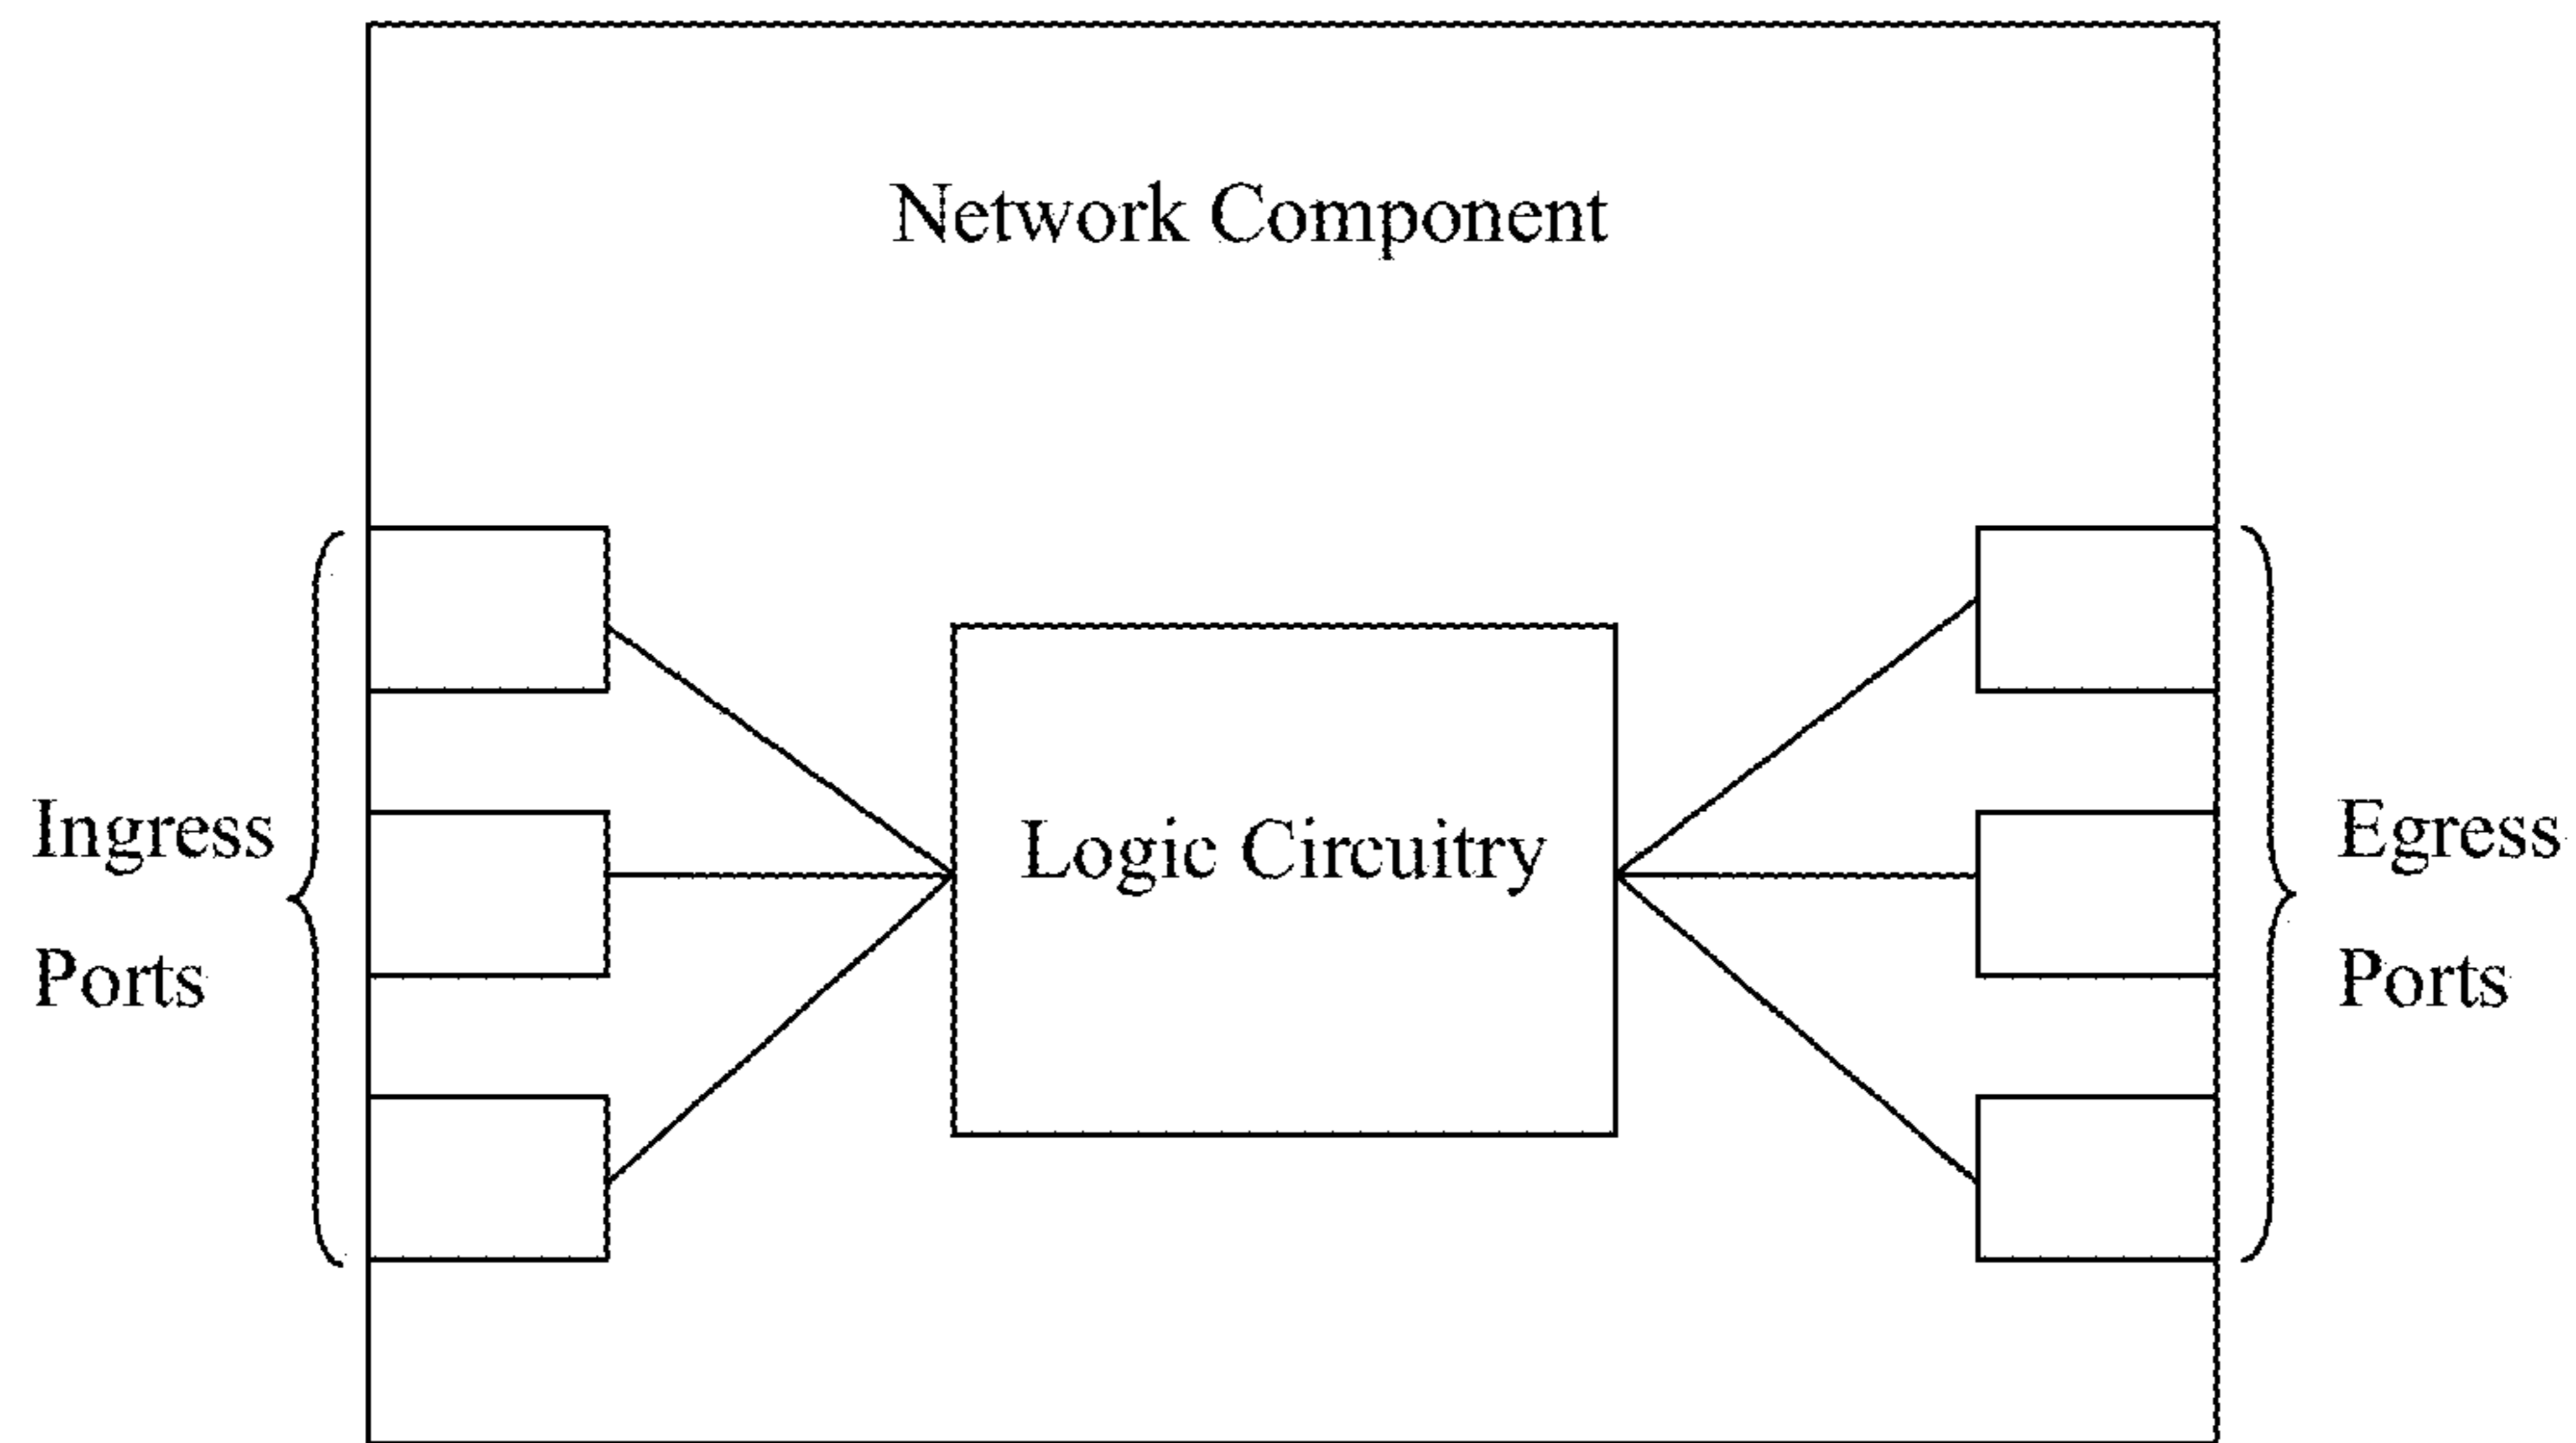 Network Component
Ingress
Ports
Logic Circuitry
Egress
Ports